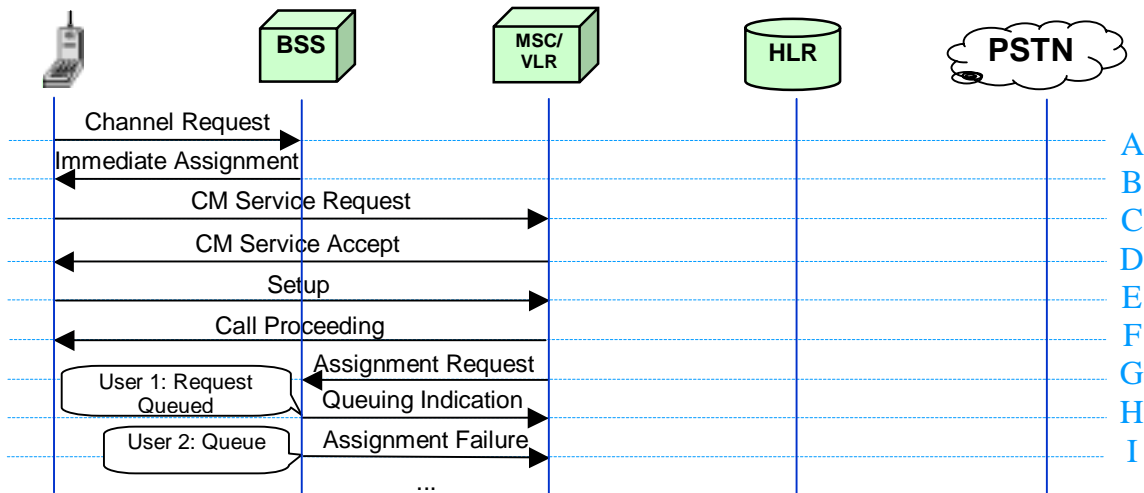 BSS
MSC/
VLR
HLR
PSTN
Channel Request
A
Immediate Assignment
B
CM Service Request
C
CM Service Accept
D
Setup
E
Call Proceeding
F
Assignment Request
G
User 1: Request
Queued
Queuing Indication
H
User 2: Queue
Assignment Failure
I
...